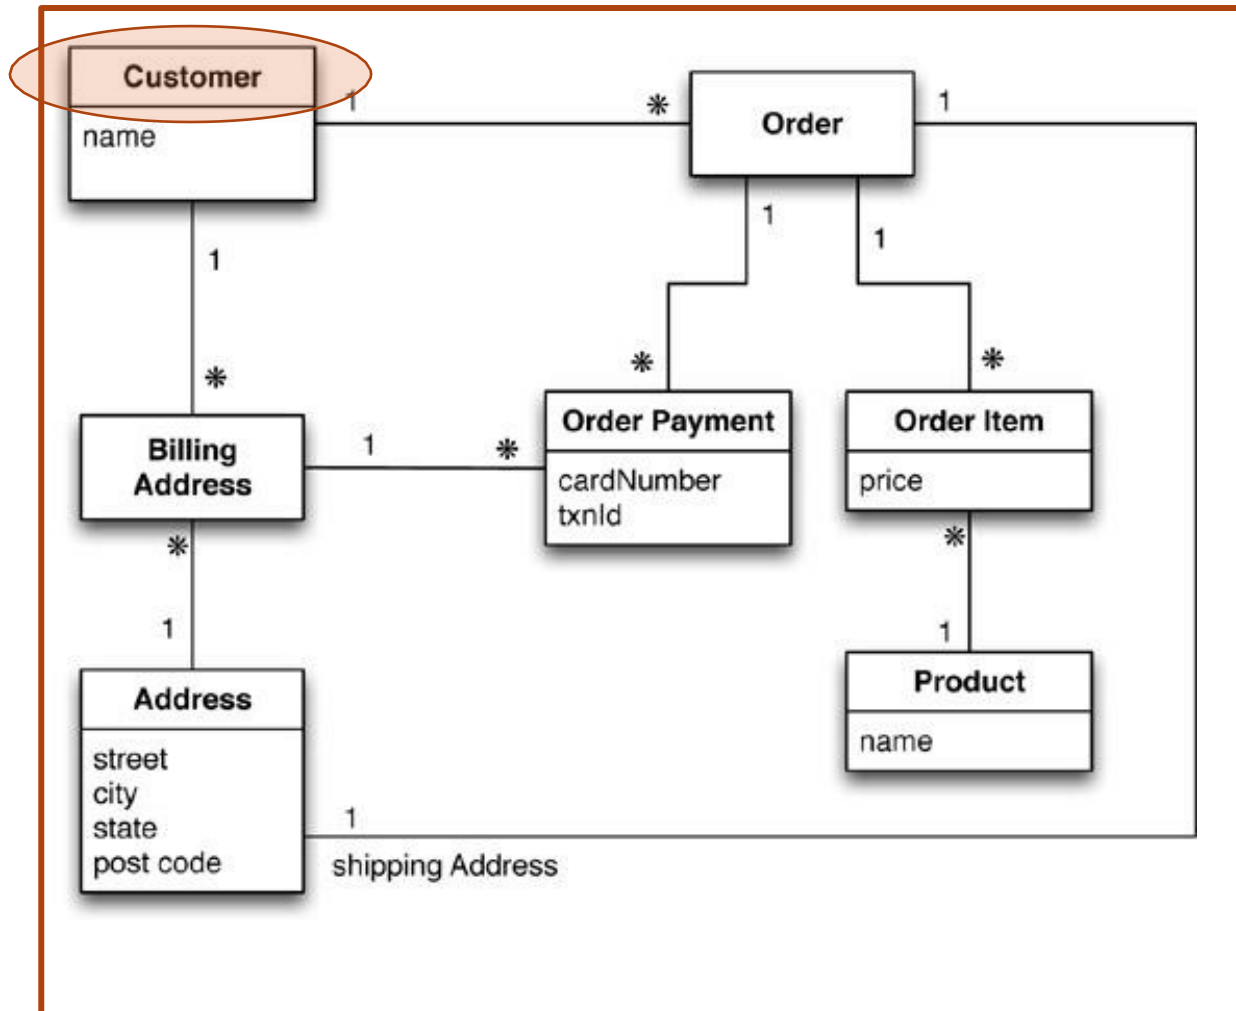 Customer
name
1
*
Order
1
1
1
1
*
*
*
Billing
Address
1
*
Order Payment
cardNumber
txnId
Order Item
price
*
1
*
1
Address
street
city
state
post code
Product
name
1
shipping Address